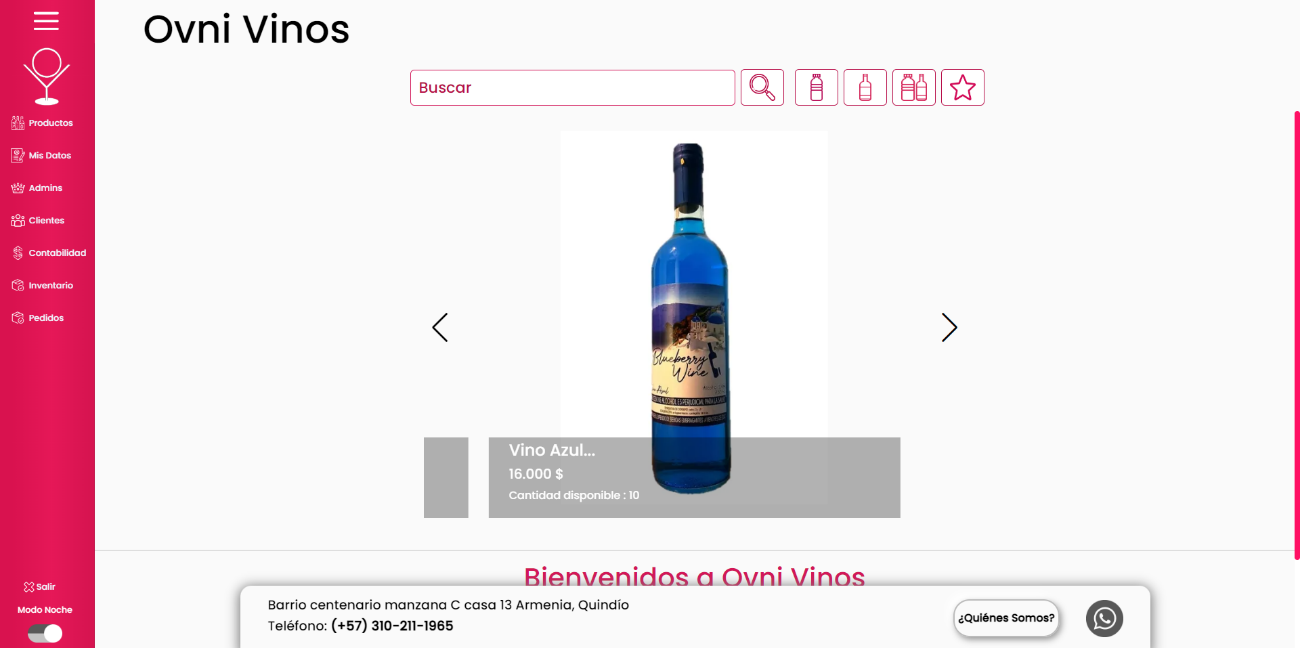 Ovni Vinos
Buscar
Productos
Mis Datos
Admins
Clientes
Contabilidad
Inventario
Pedidos
Salir
Modo Noche
Blueberry
Wine
Vino Azul...
16.000 $
Cantidad disponible : 10
Bienvenidos a Ovni Vinos
Barrio centenario manzana C casa 13 Armenia, Quindío
Teléfono: (+57) 310-211-1965
¿Quiénes Somos?